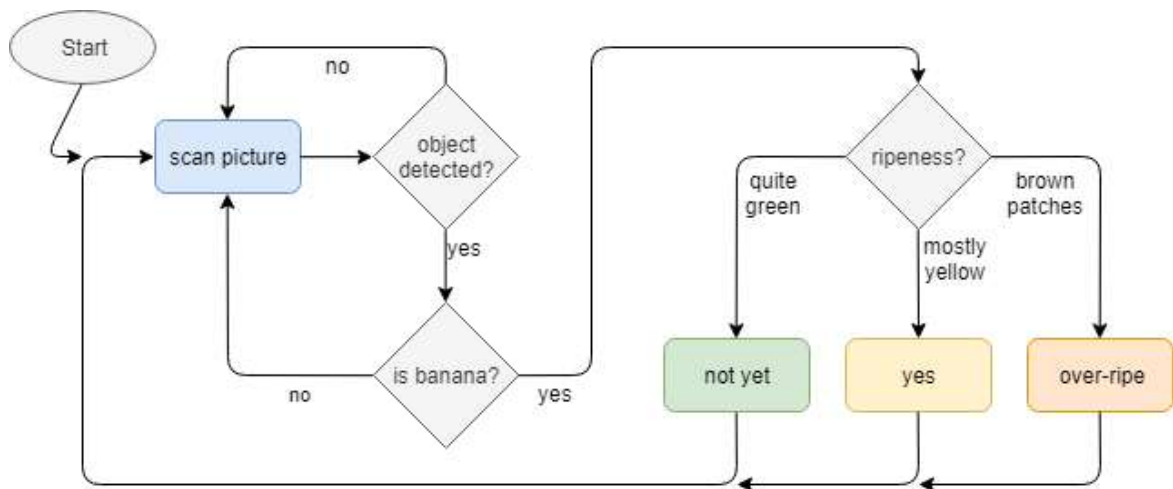 Start
no
scan picture
object
detected?
yes
is banana?
no
yes
ripeness?
quite
green
mostly
yellow
brown
patches
not yet
yes
over-ripe